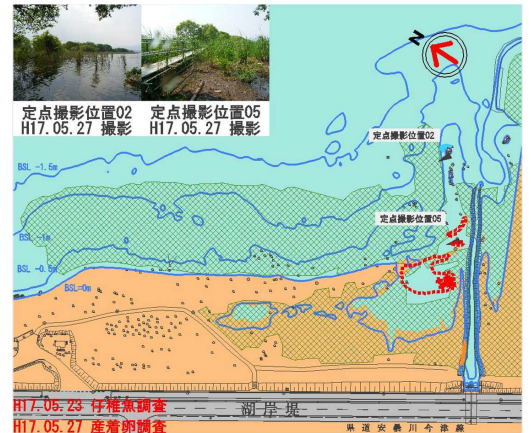 定点撮影位置02
H17.05.27 撮影
定点撮影位置05
H17.05.27 撮影
N
定点撮影位置02
BSL -1.5m
定点撮影位置05
BSL -1m
BSL -0.5m
BSL=0m
H17.05.23 仔稚魚調査
湖岸堤
H17.05.27 産着卵調査
県道安曇川今津線